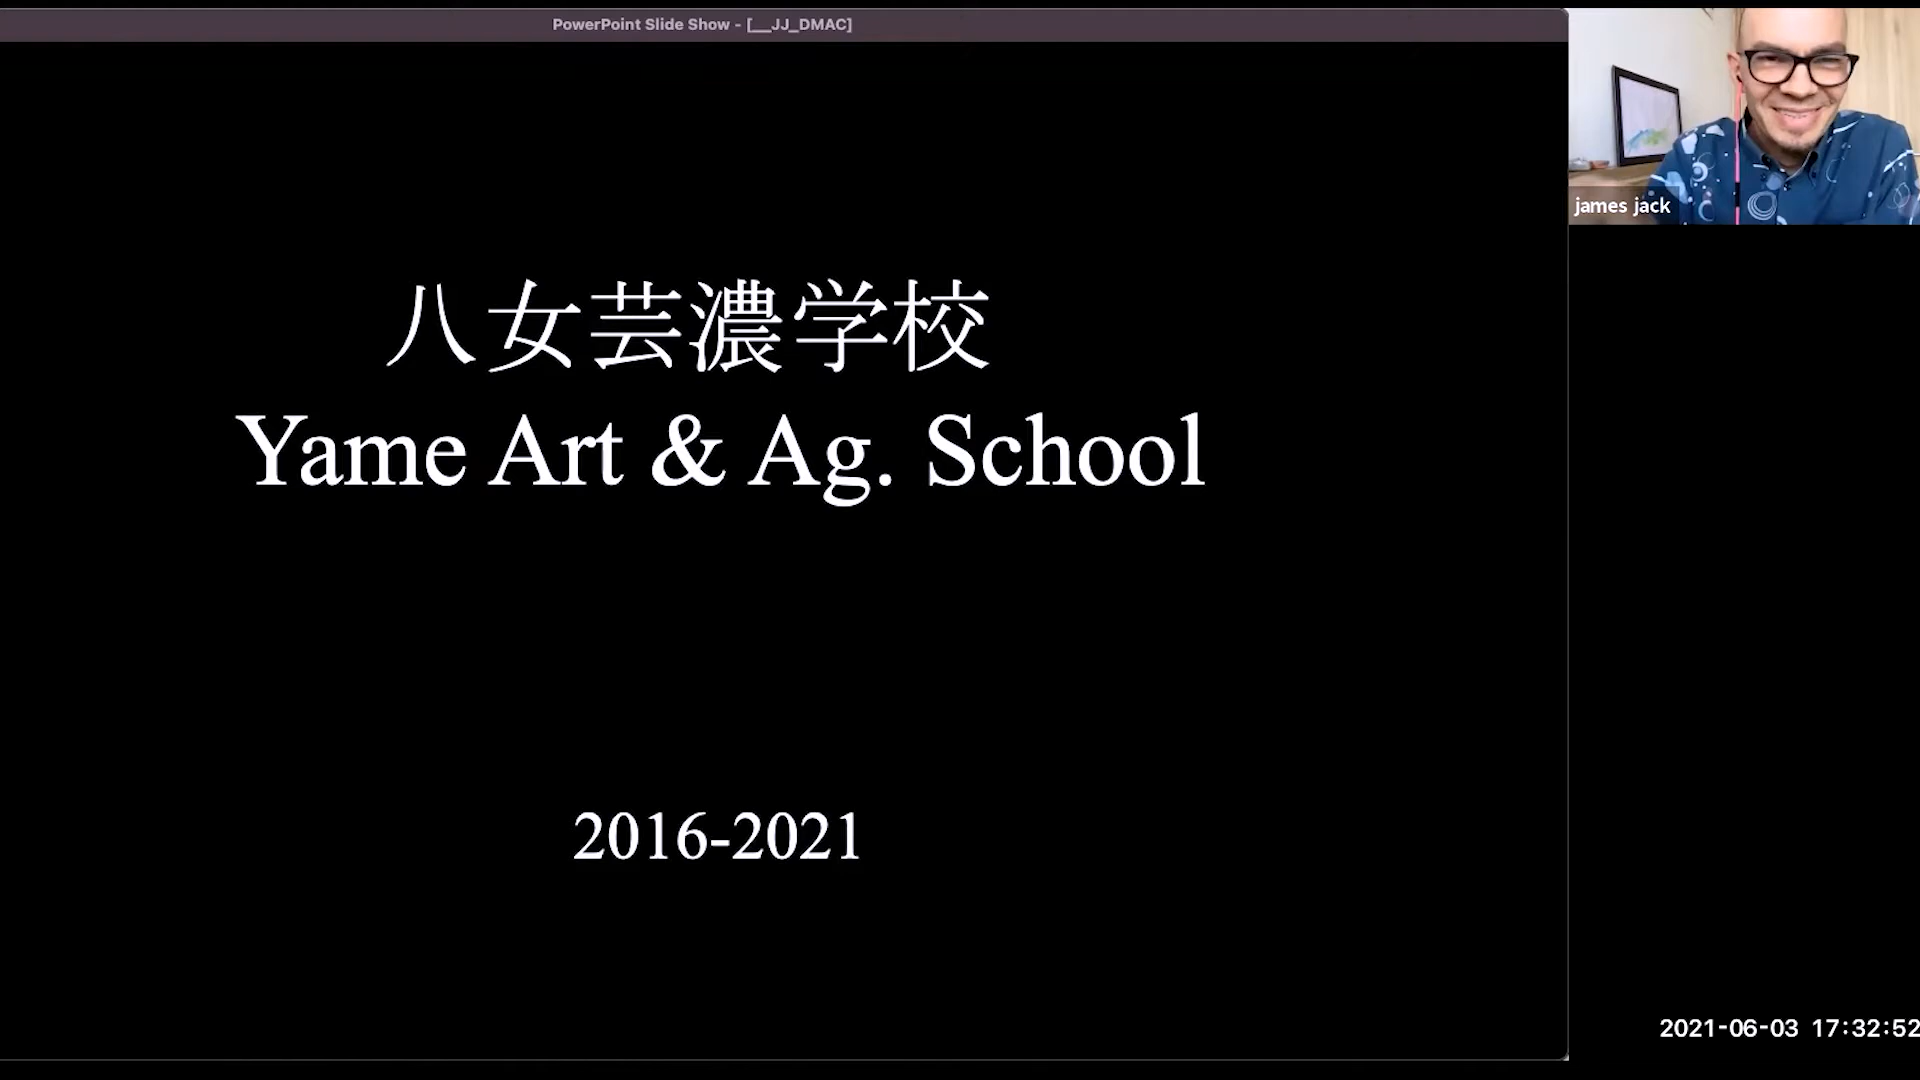 PowerPoint Slide Show - [__JJ_DMAC]
james jack
八女芸濃学校
Yame Art & Ag. School
2016-2021
2021-06-03 17:32:52